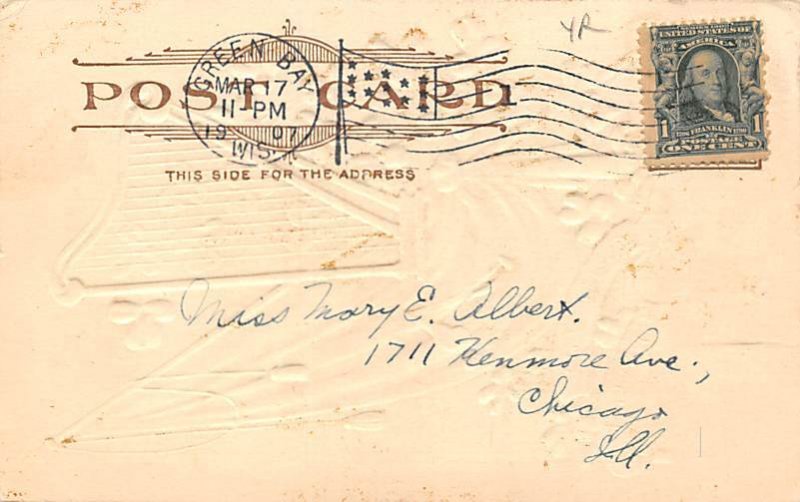 YR
POST CARD
GREEN BAY
MAR 17
11-PM
1907
WIS.
UNITED STATES OF
AMERICA
1 FRANKLIN 1
ONE CENT
THIS SIDE FOR THE ADDRESS
Miss Mary E. Albert.
1711 Kenmore Ave.,
Chicago
Ill.